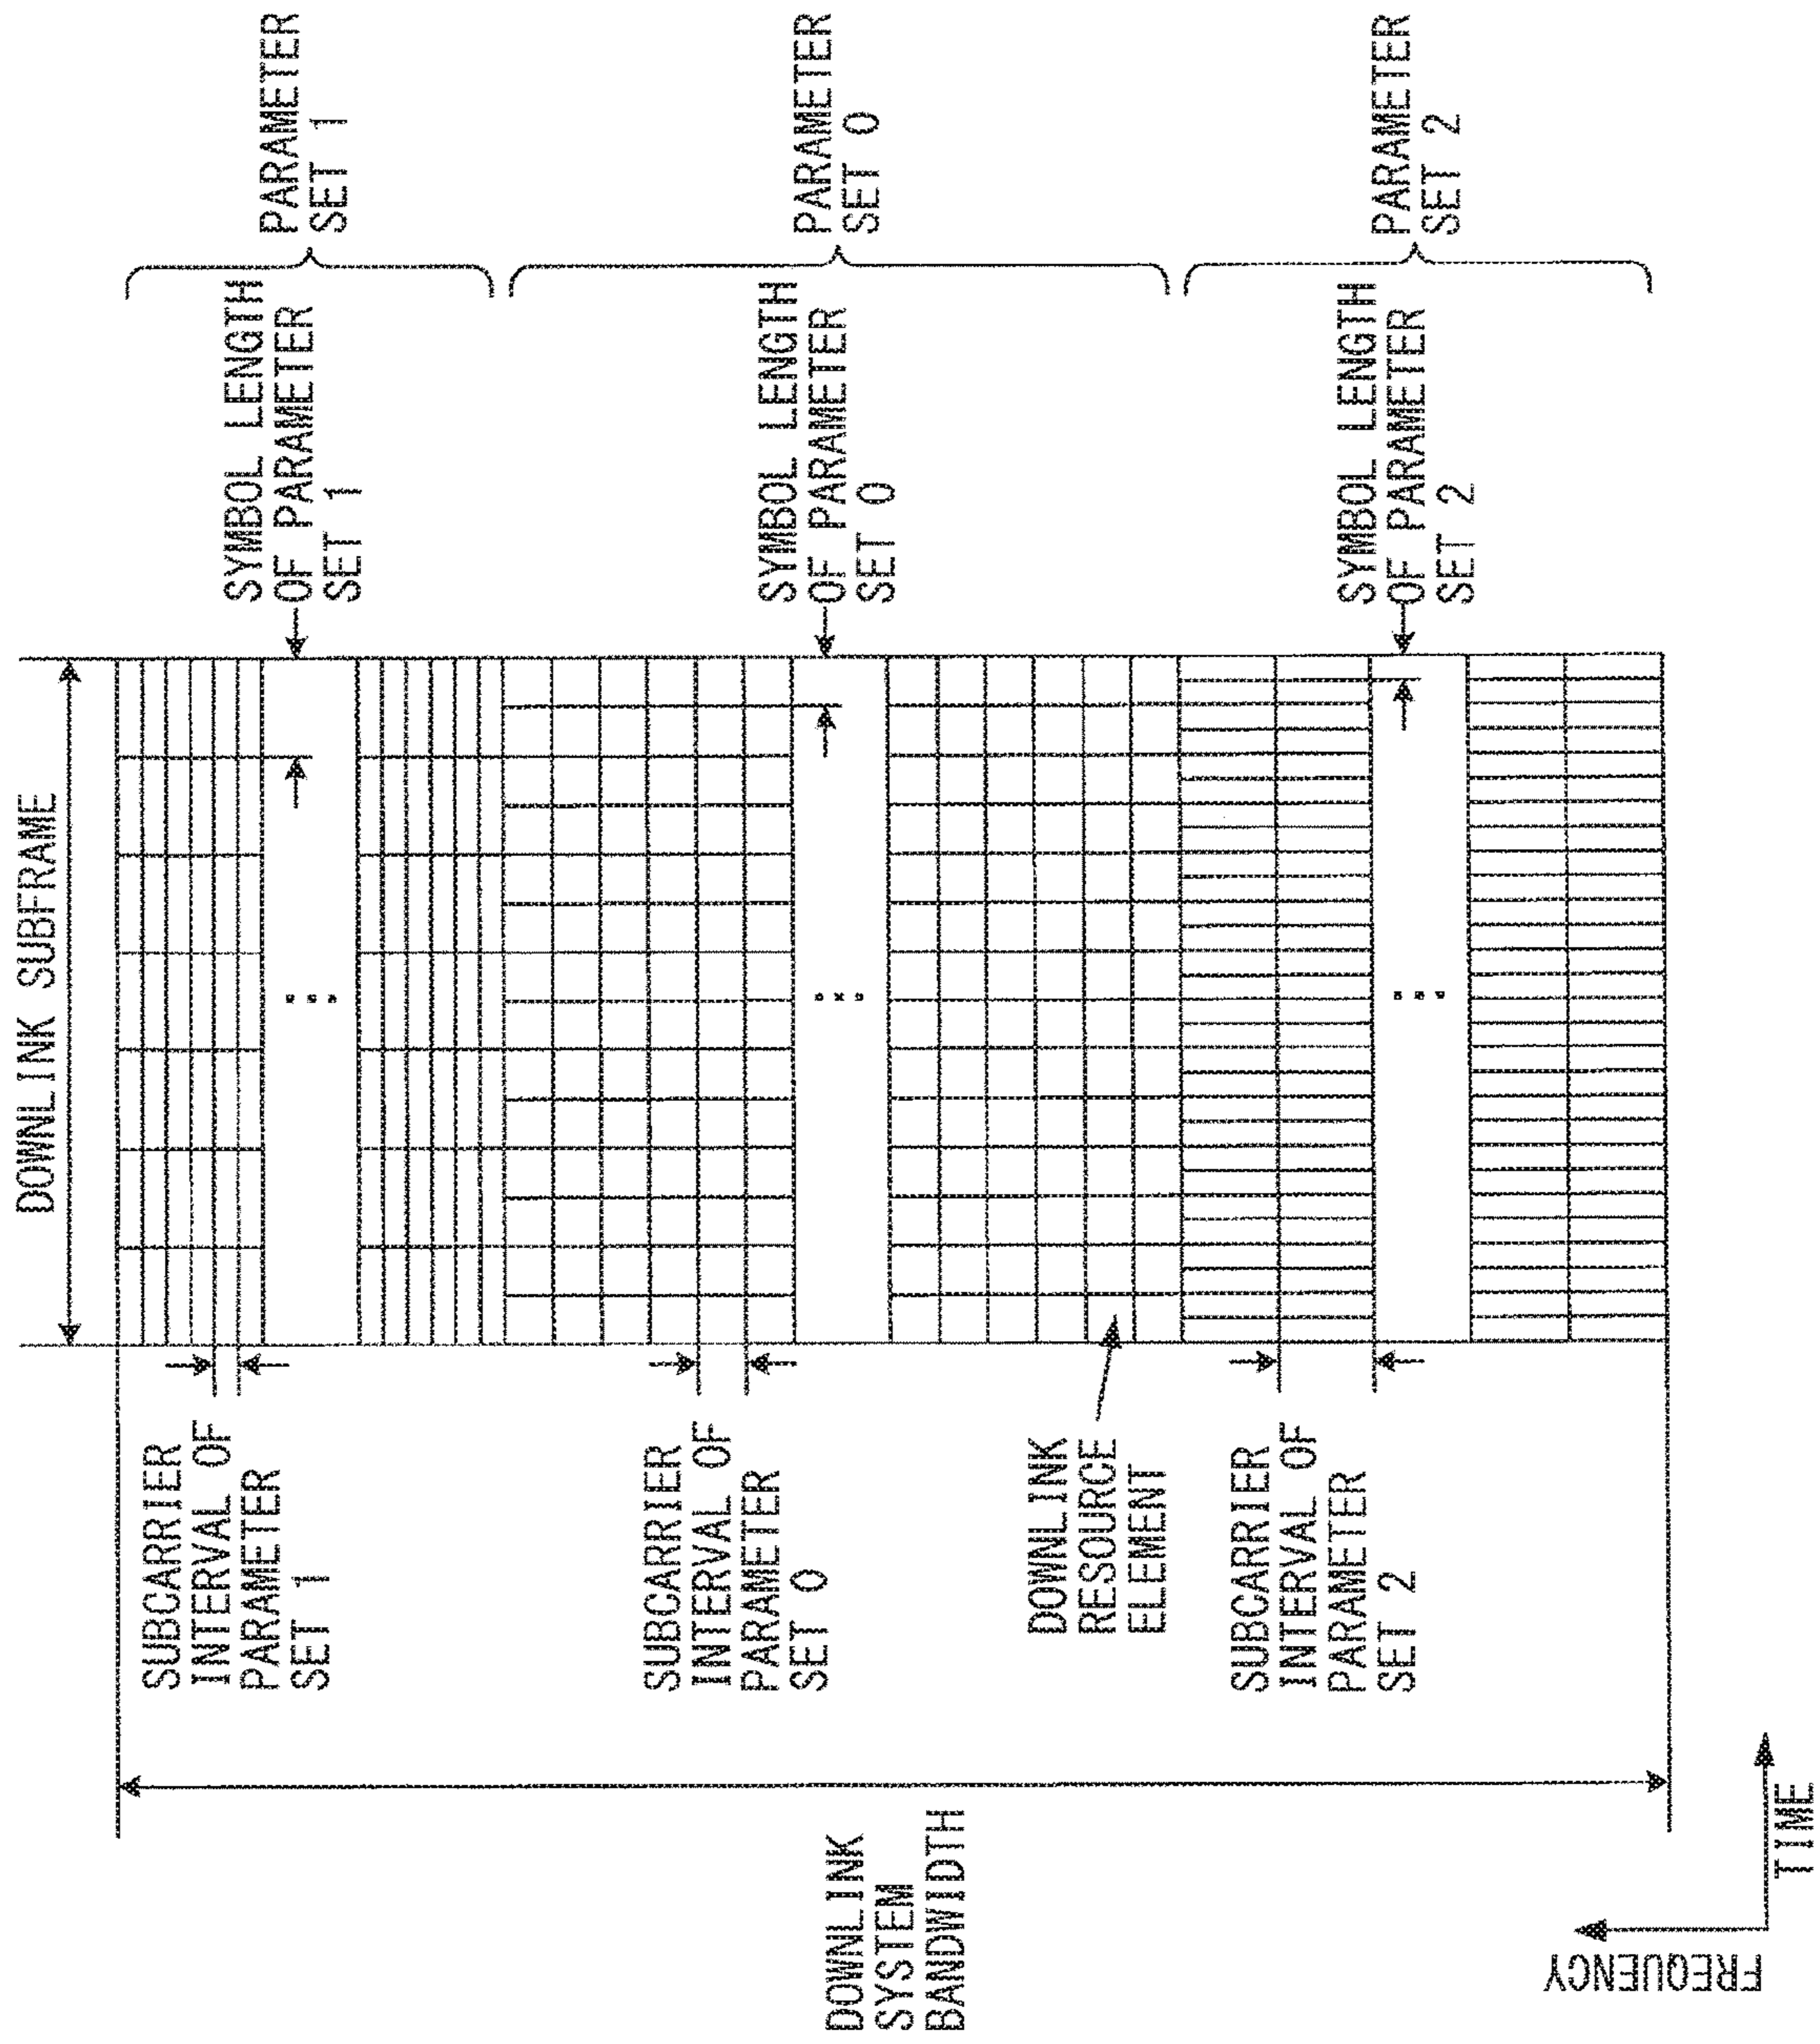 DOWNLINK SUBFRAME
SUBCARRIER
INTERVAL OF
PARAMETER
SET 1
SYMBOL LENGTH
OF PARAMETER
SET 1
PARAMETER
SET 1
SUBCARRIER
INTERVAL OF
PARAMETER
SET 0
SYMBOL LENGTH
OF PARAMETER
SET 0
PARAMETER
SET 0
DOWNLINK
RESOURCE
ELEMENT
SUBCARRIER
INTERVAL OF
PARAMETER
SET 2
SYMBOL LENGTH
OF PARAMETER
SET 2
PARAMETER
SET 2
DOWNLINK
SYSTEM
BANDWIDTH
FREQUENCY
TIME